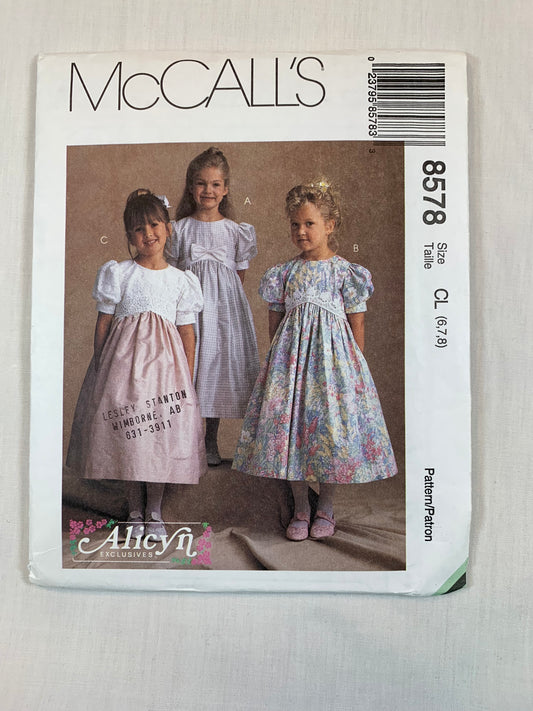 McCALL'S
0 23795 85783 3
8578
Size
Taille
CL (6,7,8)
Pattern/Patron
A
C
B
LESLEY STANTON
WIMBORNE, AB
631-3911
Alicyn
EXCLUSIVES